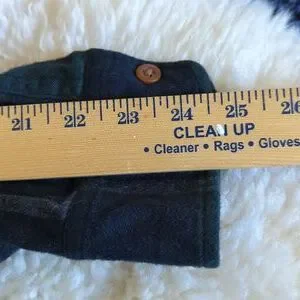 21 22 23 24 25 26
CLEAN UP
• Cleaner • Rags • Gloves